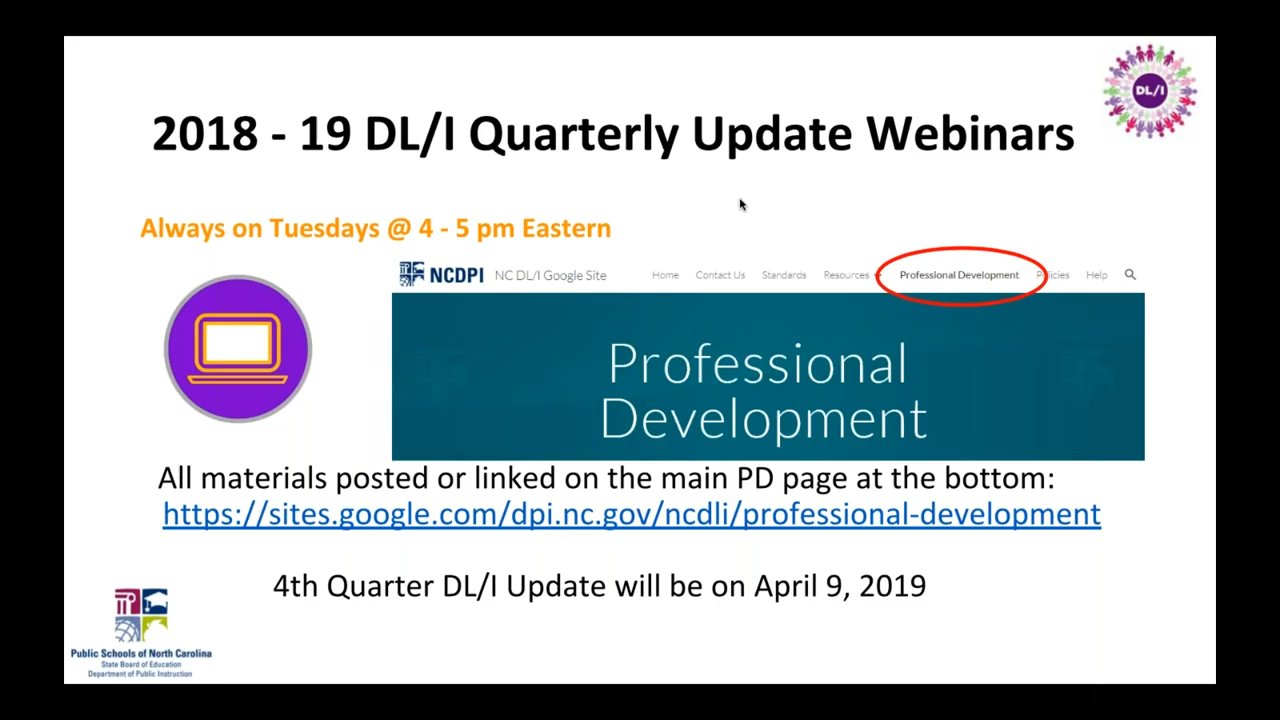 DL/I
2018 - 19 DL/I Quarterly Update Webinars
Always on Tuesdays @ 4 - 5 pm Eastern
NCDPI NC DL/I Google Site Home Contact Us Standards Resources Professional Development Policies Help
Professional
Development
All materials posted or linked on the main PD page at the bottom:
https://sites.google.com/dpi.nc.gov/ncdli/professional-development
4th Quarter DL/I Update will be on April 9, 2019
Public Schools of North Carolina
State Board of Education
Department of Public Instruction